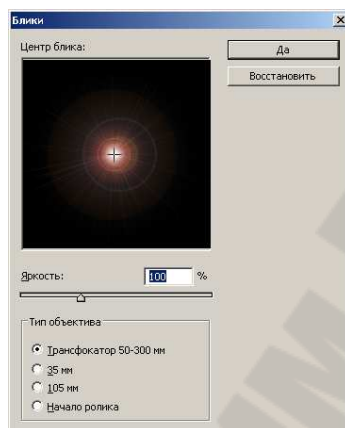 Блики
Центр блика:
Да
Восстановить
Яркость:
100 %
Тип объектива
Трансфокатор 50-300 мм
35 мм
105 мм
Начало ролика